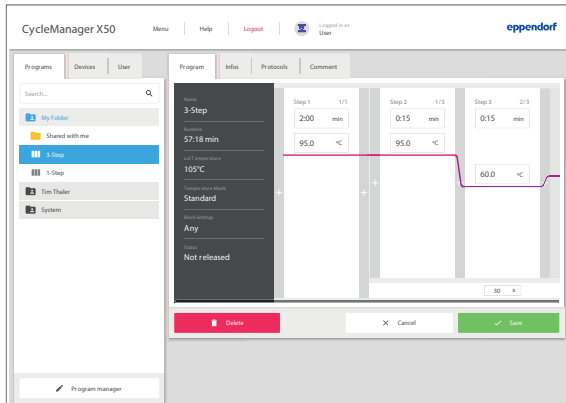 CycleManager X50
Menu
Help
Logout
Logged in as
User
eppendorf
Programs
Devices
User
Search...
My Folder
Shared with me
3-Step
1-Step
Tim Thaler
System
Program manager
Program
Infos
Protocols
Comment
Name
3-Step
Runtime
57:18 min
Lid Temperature
105°C
Temperature Mode
Standard
Block Settings
Any
Status
Not released
Step 1 1/1
2:00 min
95.0 °C
Step 2 1/3
0:15 min
95.0 °C
Step 3 2/3
0:15 min
60.0 °C
30 x
Delete
Cancel
Save